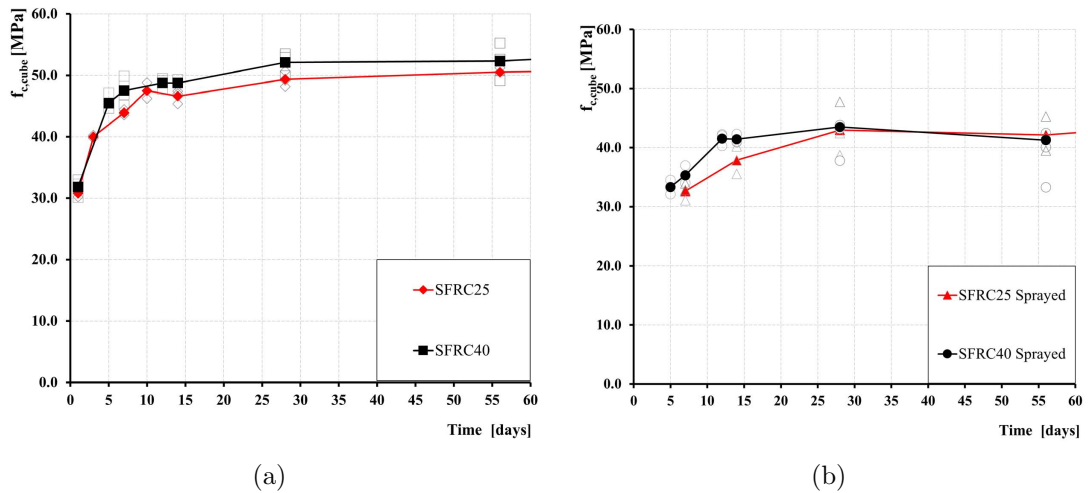 f_c,cube [MPa]
60.0
50.0
40.0
30.0
20.0
10.0
0.0
SFRC25
SFRC40
0 5 10 15 20 25 30 35 40 45 50 55 60
Time [days]
(a)
f_c,cube [MPa]
60.0
50.0
40.0
30.0
20.0
10.0
0.0
SFRC25 Sprayed
SFRC40 Sprayed
0 5 10 15 20 25 30 35 40 45 50 55 60
Time [days]
(b)